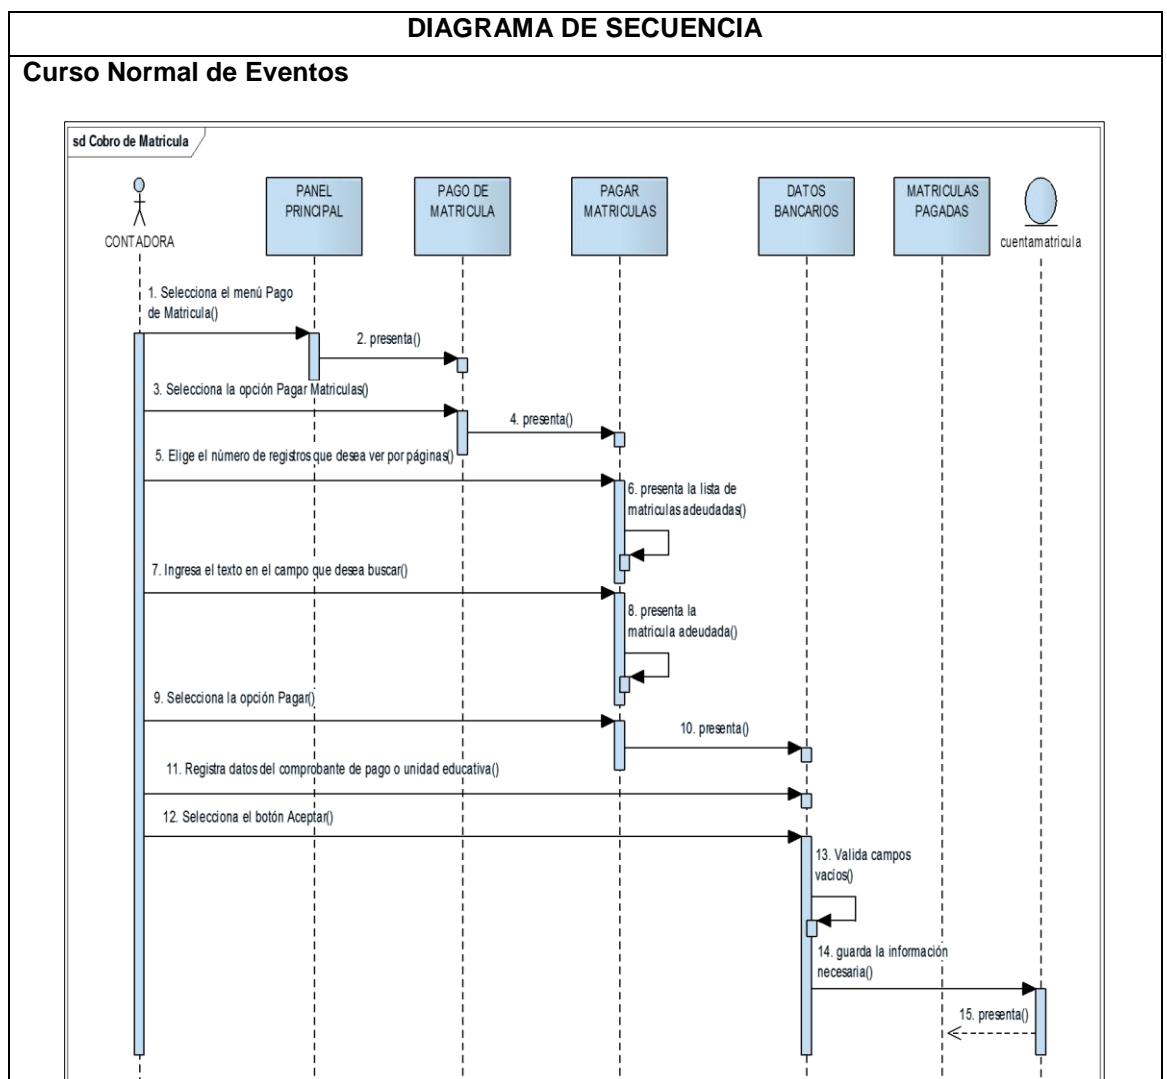 DIAGRAMA DE SECUENCIA
Curso Normal de Eventos
sd Cobro de Matricula
CONTADORA
PANEL
PRINCIPAL
PAGO DE
MATRICULA
PAGAR
MATRICULAS
DATOS
BANCARIOS
MATRICULAS
PAGADAS
cuentamatricula
1. Selecciona el menú Pago
de Matricula()
2. presenta()
3. Selecciona la opción Pagar Matriculas()
4. presenta()
5. Elige el número de registros que desea ver por páginas()
6. presenta la lista de
matriculas adeudadas()
7. Ingresa el texto en el campo que desea buscar()
8. presenta la
matricula adeudada()
9. Selecciona la opción Pagar()
10. presenta()
11. Registra datos del comprobante de pago o unidad educativa()
12. Selecciona el botón Aceptar()
13. Valida campos
vacíos()
14. guarda la información
necesaria()
15. presenta()